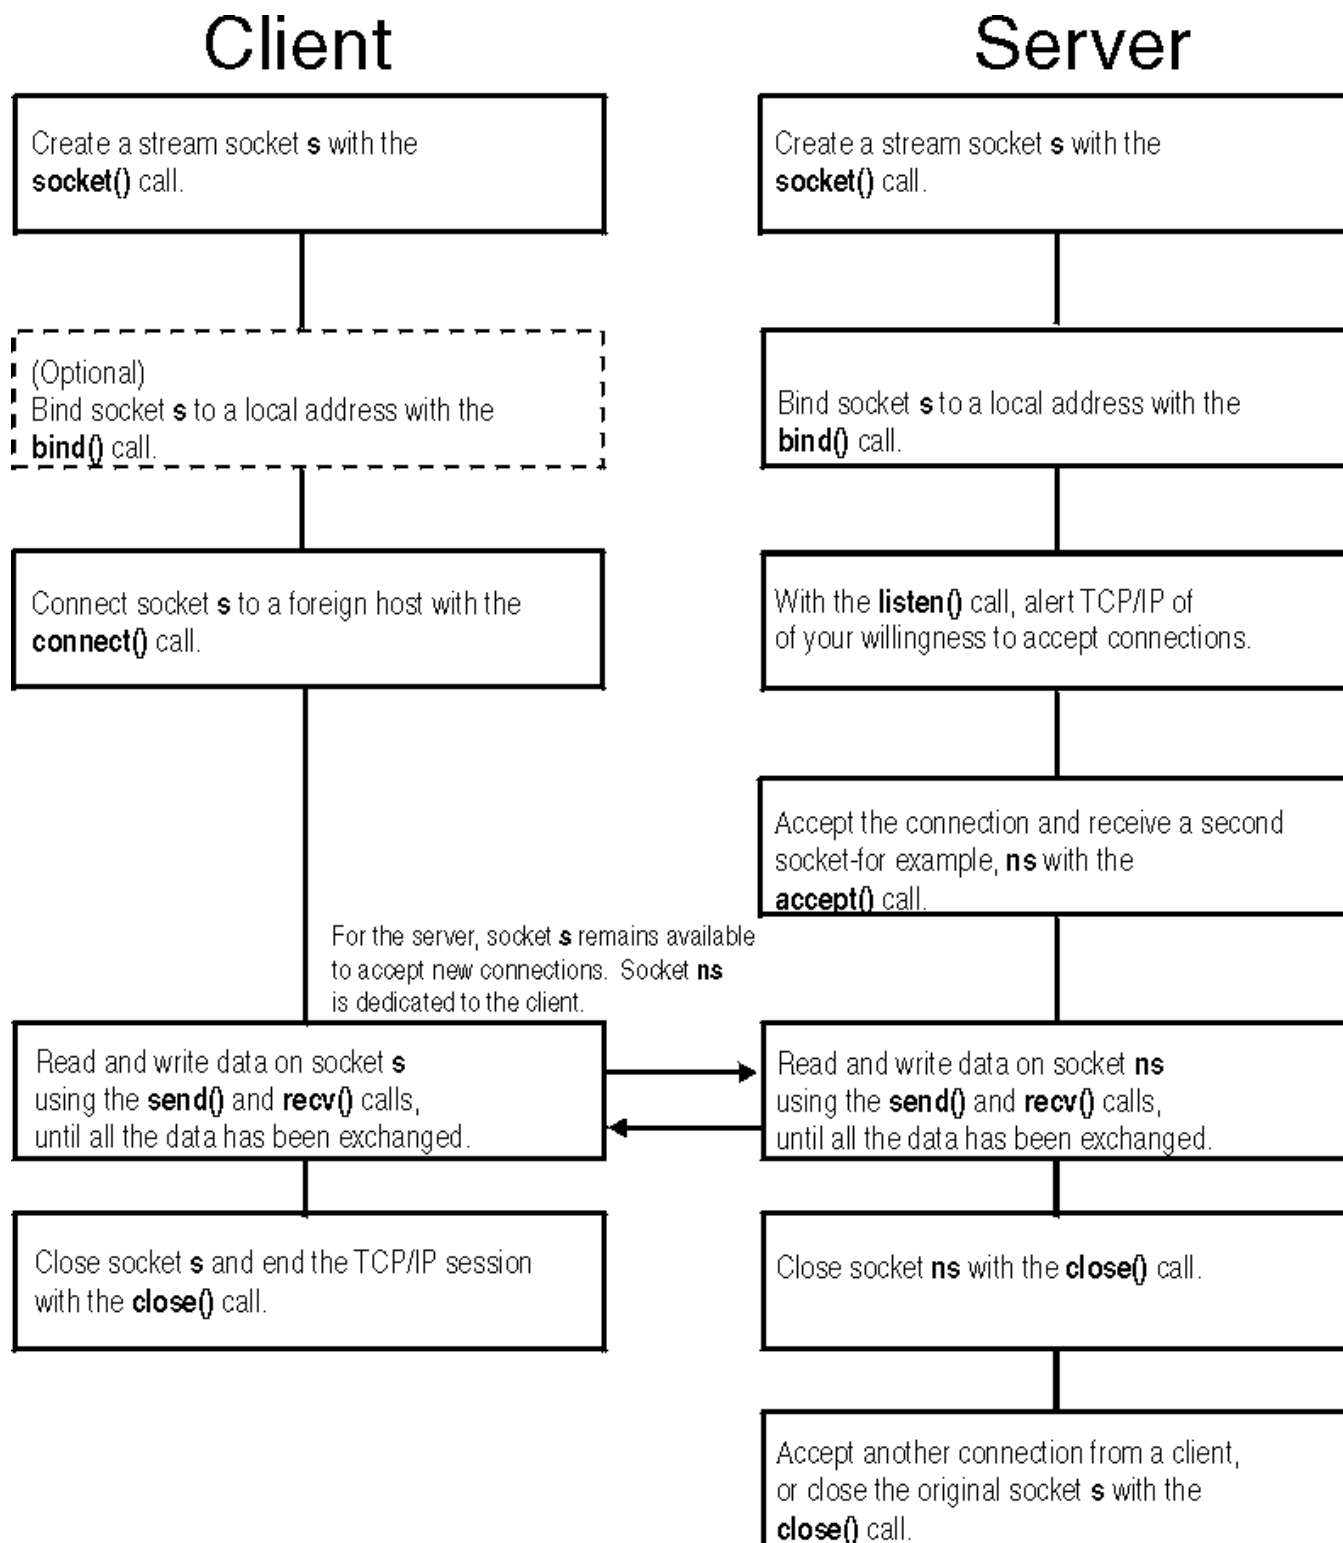 Client
Create a stream socket s with the
socket() call.
(Optional)
Bind socket s to a local address with the
bind() call.
Connect socket s to a foreign host with the
connect() call.
For the server, socket s remains available
to accept new connections. Socket ns
is dedicated to the client.
Read and write data on socket s
using the send() and recv() calls,
until all the data has been exchanged.
Close socket s and end the TCP/IP session
with the close() call.
Server
Create a stream socket s with the
socket() call.
Bind socket s to a local address with the
bind() call.
With the listen() call, alert TCP/IP of
of your willingness to accept connections.
Accept the connection and receive a second
socket-for example, ns with the
accept() call.
Read and write data on socket ns
using the send() and recv() calls,
until all the data has been exchanged.
Close socket ns with the close() call.
Accept another connection from a client,
or close the original socket s with the
close() call.